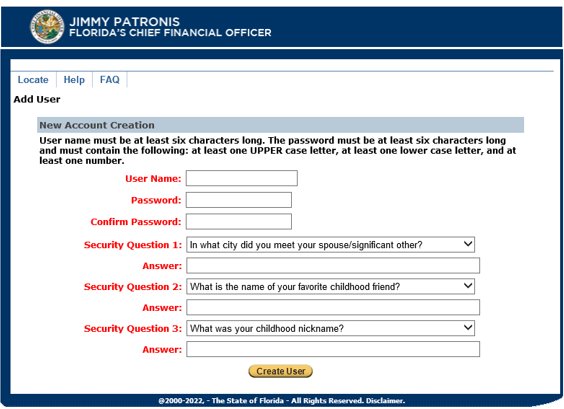 JIMMY PATRONIS
FLORIDA'S CHIEF FINANCIAL OFFICER
Locate Help FAQ
Add User
New Account Creation
User name must be at least six characters long. The password must be at least six characters long
and must contain the following: at least one UPPER case letter, at least one lower case letter, and at
least one number.
User Name:
Password:
Confirm Password:
Security Question 1: In what city did you meet your spouse/significant other?
Answer:
Security Question 2: What is the name of your favorite childhood friend?
Answer:
Security Question 3: What was your childhood nickname?
Answer:
Create User
@2000-2022, - The State of Florida - All Rights Reserved. Disclaimer.